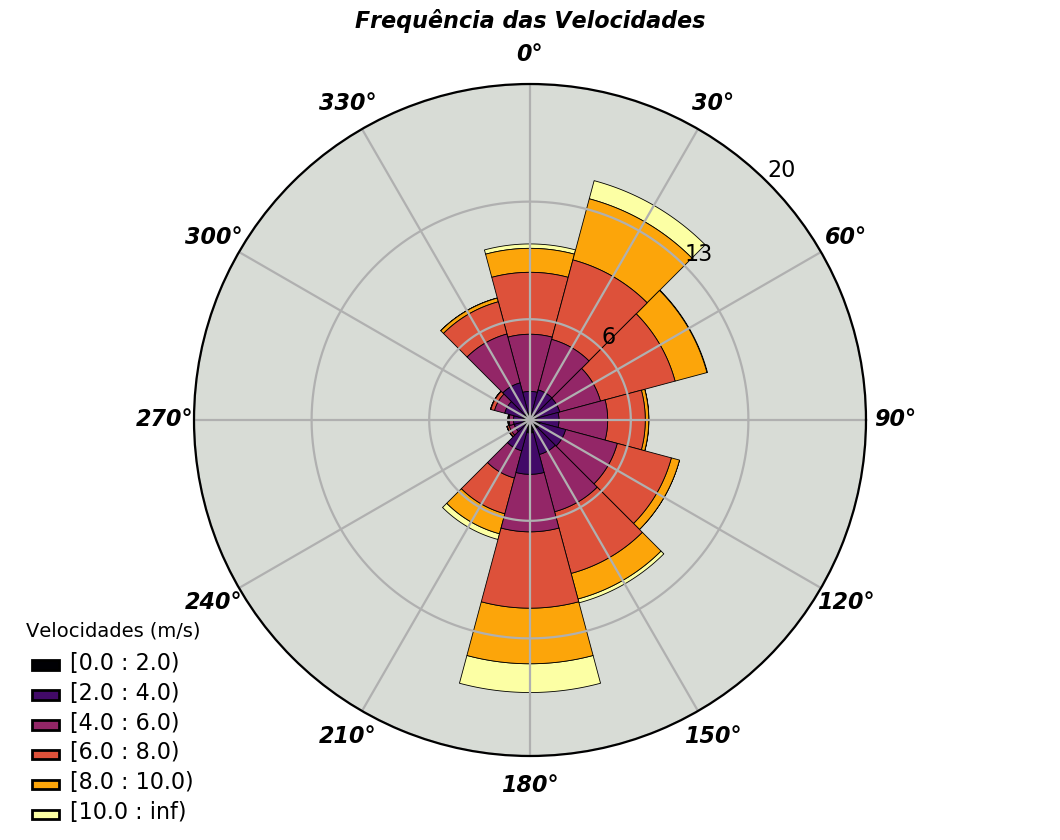 Frequência das Velocidades
0°
330°
30°
20
300°
60°
13
6
270°
90°
240°
120°
210°
150°
180°
Velocidades (m/s)
[0.0 : 2.0)
[2.0 : 4.0)
[4.0 : 6.0)
[6.0 : 8.0)
[8.0 : 10.0)
[10.0 : inf)